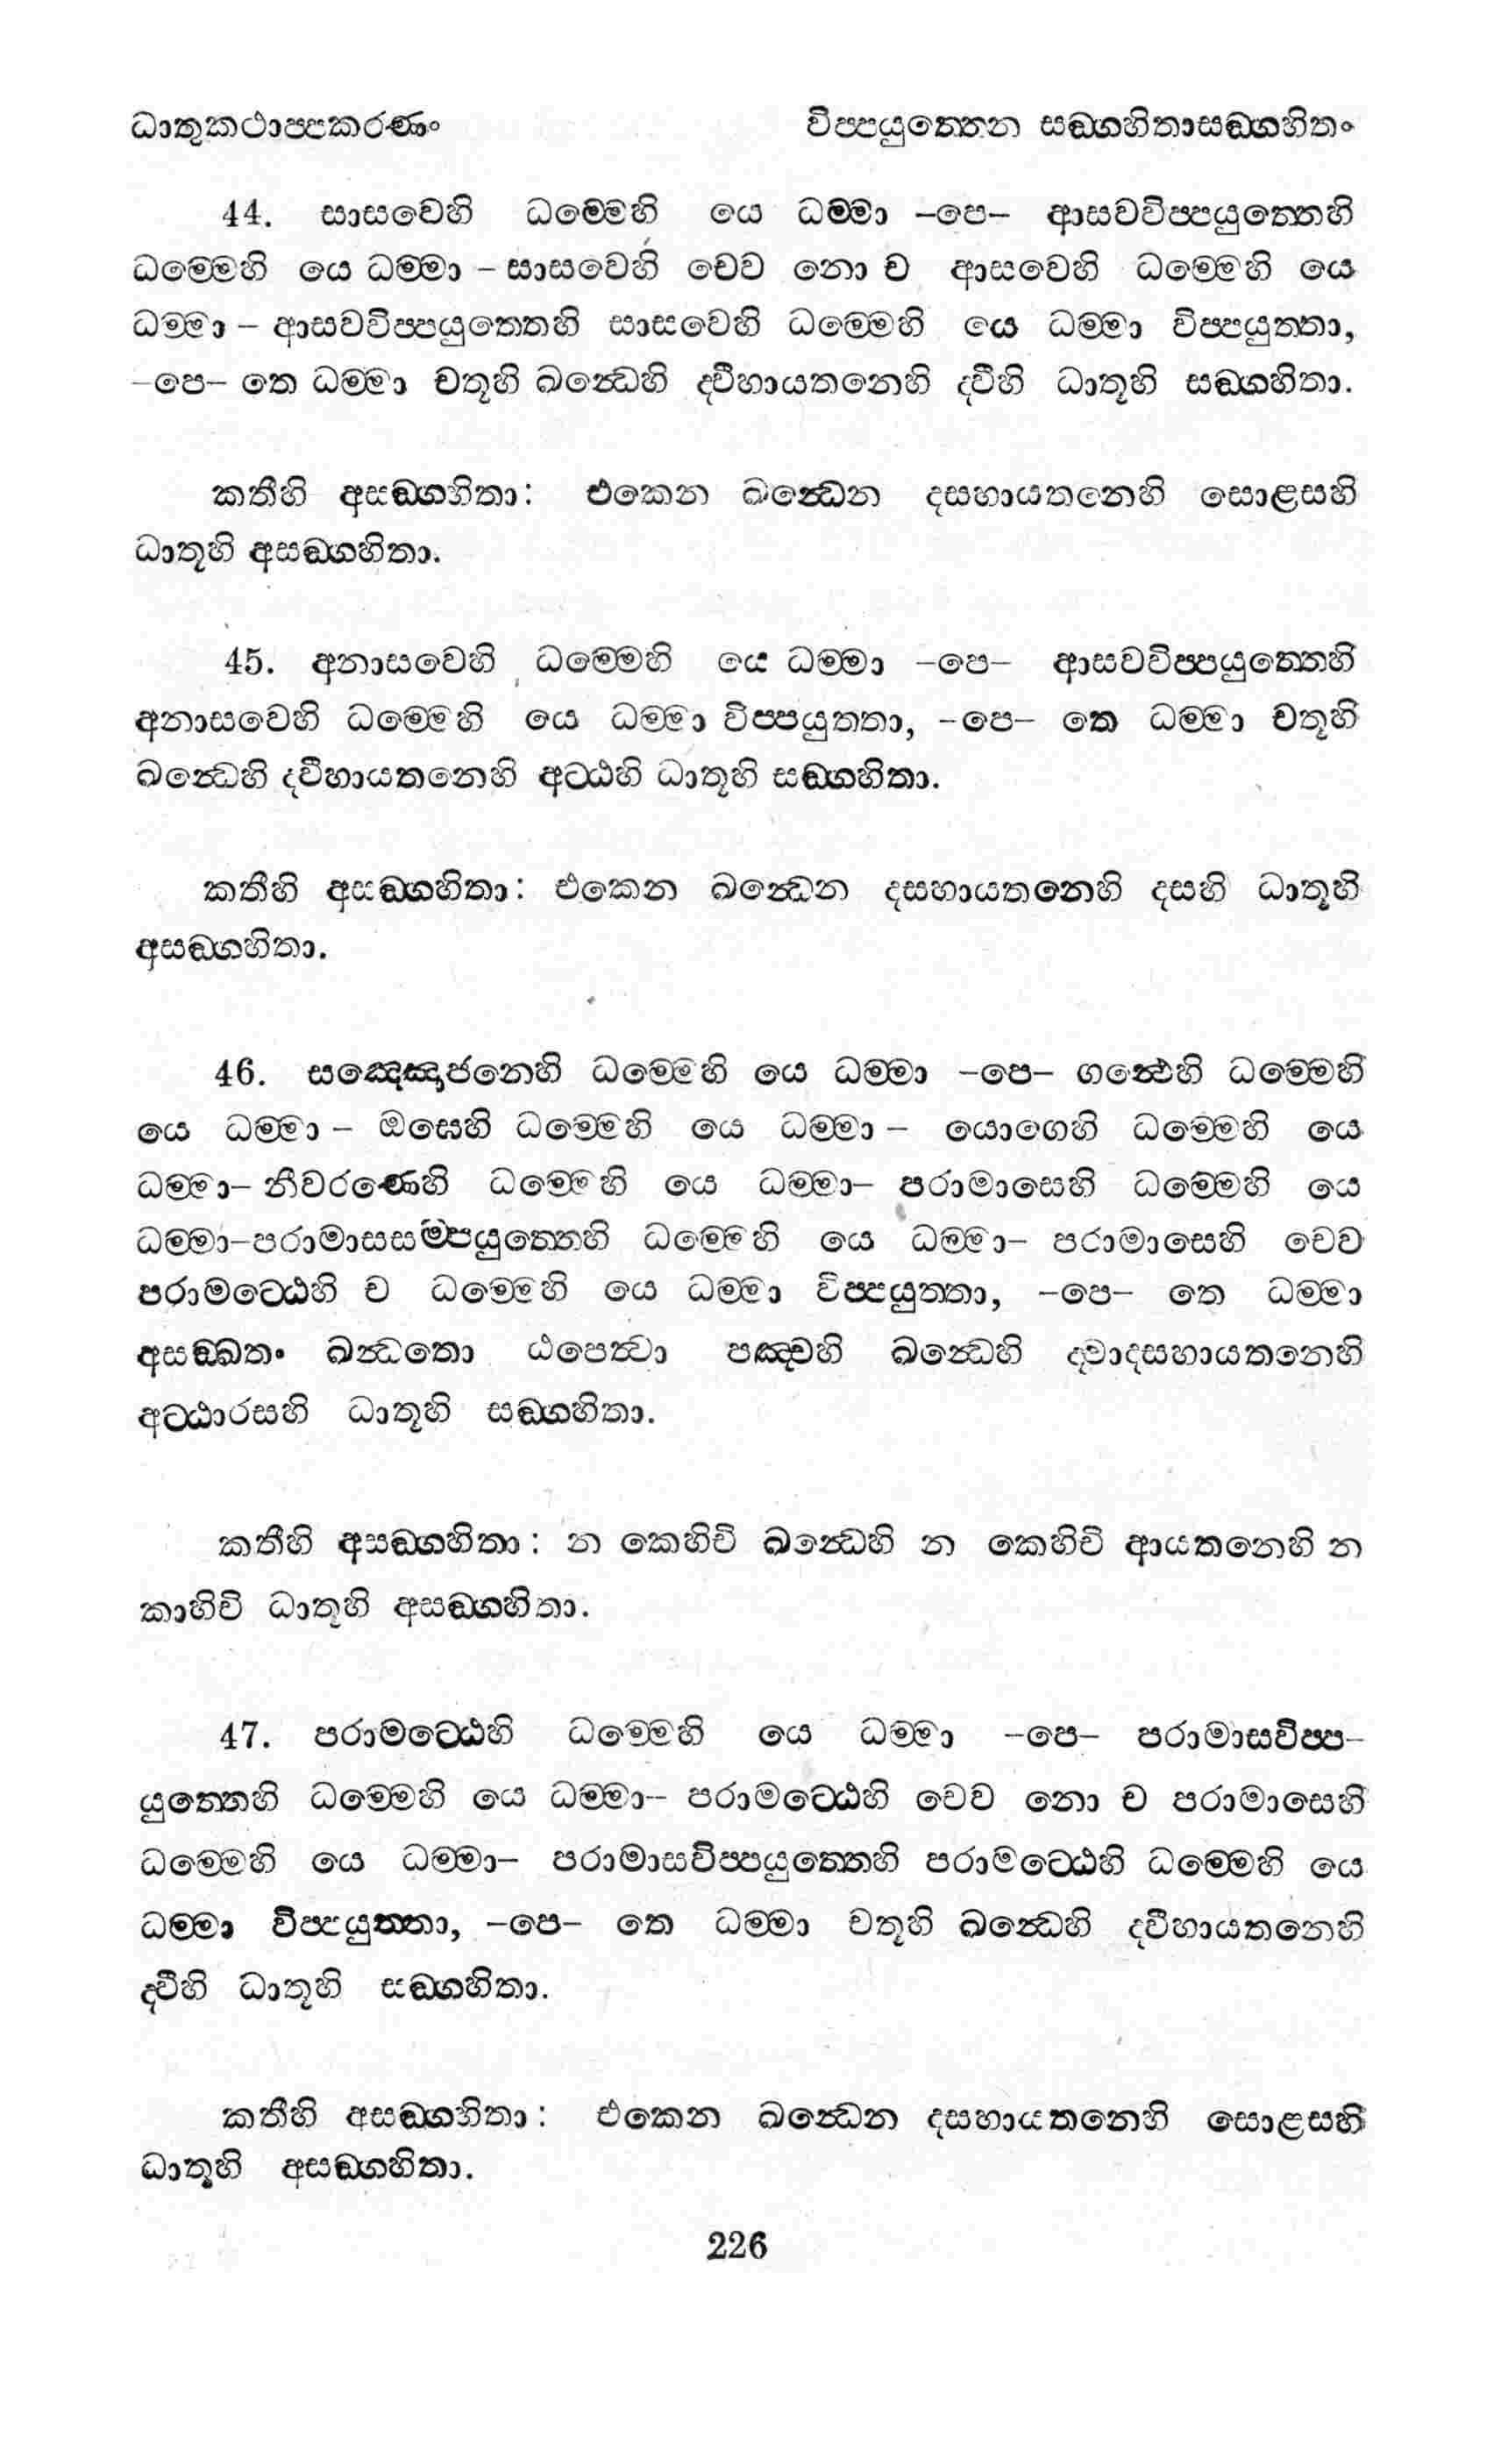 ධාතුකථාප්පකරණං විප්පයුත්තෙන සඞ්ගහිතාසඞ්ගහිතං
44. සාසවෙහි ධම්මෙහි යෙ ධම්මා –පෙ– ආසවවිප්පයුත්තෙහි
ධම්මෙහි යෙ ධම්මා – සාසවෙහි චෙව නො ච ආසවෙහි ධම්මෙහි යෙ
ධම්මා – ආසවවිප්පයුත්තෙහි සාසවෙහි ධම්මෙහි යෙ ධම්මා විප්පයුත්තා,
–පෙ– තෙ ධම්මා චතූහි ඛන්ධෙහි ද්වීහායතනෙහි ද්වීහි ධාතූහි සඞ්ගහිතා.
කතීහි අසඞ්ගහිතා: එකෙන ඛන්ධෙන දසහායතනෙහි සොළසහි
ධාතූහි අසඞ්ගහිතා.
45. අනාසවෙහි ධම්මෙහි යෙ ධම්මා –පෙ– ආසවවිප්පයුත්තෙහි
අනාසවෙහි ධම්මෙහි යෙ ධම්මා විප්පයුත්තා, –පෙ– තෙ ධම්මා චතූහි
ඛන්ධෙහි ද්වීහායතනෙහි අට්ඨහි ධාතූහි සඞ්ගහිතා.
කතීහි අසඞ්ගහිතා: එකෙන ඛන්ධෙන දසහායතනෙහි දසහි ධාතූහි
අසඞ්ගහිතා.
46. සඤ්ඤොජනෙහි ධම්මෙහි යෙ ධම්මා –පෙ– ගන්ථෙහි ධම්මෙහි
යෙ ධම්මා – ඔඝෙහි ධම්මෙහි යෙ ධම්මා – යොගෙහි ධම්මෙහි යෙ
ධම්මා– නීවරණෙහි ධම්මෙහි යෙ ධම්මා– පරාමාසෙහි ධම්මෙහි යෙ
ධම්මා–පරාමාසසම්පයුත්තෙහි ධම්මෙහි යෙ ධම්මා– පරාමාසෙහි චෙව
පරාමට්ඨෙහි ච ධම්මෙහි යෙ ධම්මා විප්පයුත්තා, –පෙ– තෙ ධම්මා
අසඞ්ඛතං ඛන්ධතො ඨපෙත්වා පඤ්චහි ඛන්ධෙහි ද්වාදසහායතනෙහි
අට්ඨාරසහි ධාතූහි සඞ්ගහිතා.
කතීහි අසඞ්ගහිතා: න කෙහිචි ඛන්ධෙහි න කෙහිචි ආයතනෙහි න
කාහිචි ධාතූහි අසඞ්ගහිතා.
47. පරාමට්ඨෙහි ධම්මෙහි යෙ ධම්මා –පෙ– පරාමාසවිප්ප–
යුත්තෙහි ධම්මෙහි යෙ ධම්මා– පරාමට්ඨෙහි චෙව නො ච පරාමාසෙහි
ධම්මෙහි යෙ ධම්මා– පරාමාසවිප්පයුත්තෙහි පරාමට්ඨෙහි ධම්මෙහි යෙ
ධම්මා විප්පයුත්තා, –පෙ– තෙ ධම්මා චතූහි ඛන්ධෙහි ද්වීහායතනෙහි
ද්වීහි ධාතූහි සඞ්ගහිතා.
කතීහි අසඞ්ගහිතා: එකෙන ඛන්ධෙන දසහායතනෙහි සොළසහි
ධාතූහි අසඞ්ගහිතා.
226